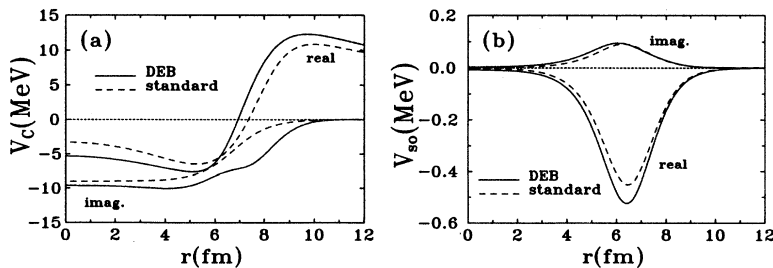 (a)
DEB
standard
real
imag.
V_C(MeV)
15
10
5
0
-5
-10
-15
0 2 4 6 8 10 12
r(fm)
(b)
imag.
DEB
standard
real
V_so(MeV)
0.2
0.0
-0.2
-0.4
-0.6
0 2 4 6 8 10 12
r(fm)